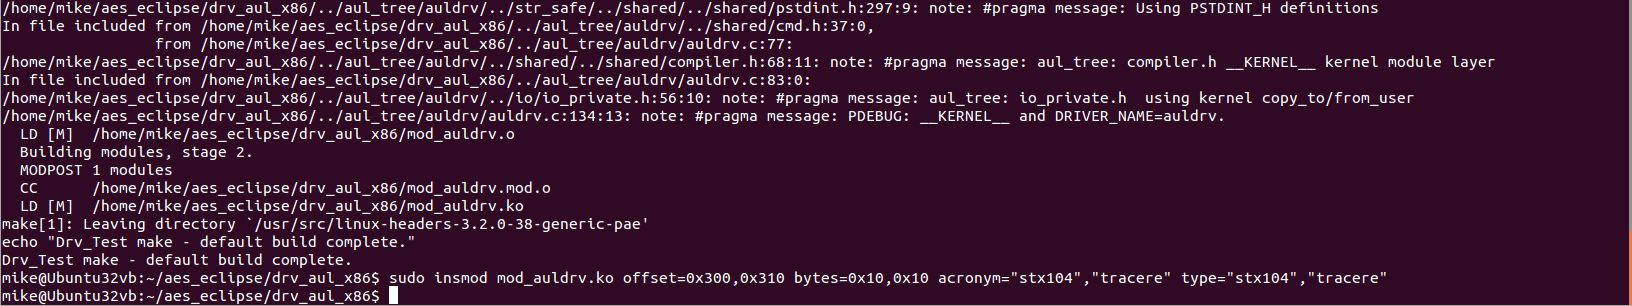 /home/mike/aes_eclipse/drv_aul_x86/../aul_tree/auldrv/../str_safe/../shared/../shared/pstdint.h:297:9: note: #pragma message: Using PSTDINT_H definitions
In file included from /home/mike/aes_eclipse/drv_aul_x86/../aul_tree/auldrv/../shared/cmd.h:37:0,
                 from /home/mike/aes_eclipse/drv_aul_x86/../aul_tree/auldrv/auldrv.c:77:
/home/mike/aes_eclipse/drv_aul_x86/../aul_tree/auldrv/../shared/../shared/compiler.h:68:11: note: #pragma message: aul_tree: compiler.h __KERNEL__ kernel module layer
In file included from /home/mike/aes_eclipse/drv_aul_x86/../aul_tree/auldrv/auldrv.c:83:0:
/home/mike/aes_eclipse/drv_aul_x86/../aul_tree/auldrv/../io/io_private.h:56:10: note: #pragma message: aul_tree: io_private.h  using kernel copy_to/from_user
/home/mike/aes_eclipse/drv_aul_x86/../aul_tree/auldrv/auldrv.c:134:13: note: #pragma message: PDEBUG: __KERNEL__ and DRIVER_NAME=auldrv.
  LD [M]  /home/mike/aes_eclipse/drv_aul_x86/mod_auldrv.o
  Building modules, stage 2.
  MODPOST 1 modules
  CC      /home/mike/aes_eclipse/drv_aul_x86/mod_auldrv.mod.o
  LD [M]  /home/mike/aes_eclipse/drv_aul_x86/mod_auldrv.ko
make[1]: Leaving directory `/usr/src/linux-headers-3.2.0-38-generic-pae'
echo "Drv_Test make - default build complete."
Drv_Test make - default build complete.
mike@Ubuntu32vb:~/aes_eclipse/drv_aul_x86$ sudo insmod mod_auldrv.ko offset=0x300,0x310 bytes=0x10,0x10 acronym="stx104","tracere" type="stx104","tracere"
mike@Ubuntu32vb:~/aes_eclipse/drv_aul_x86$